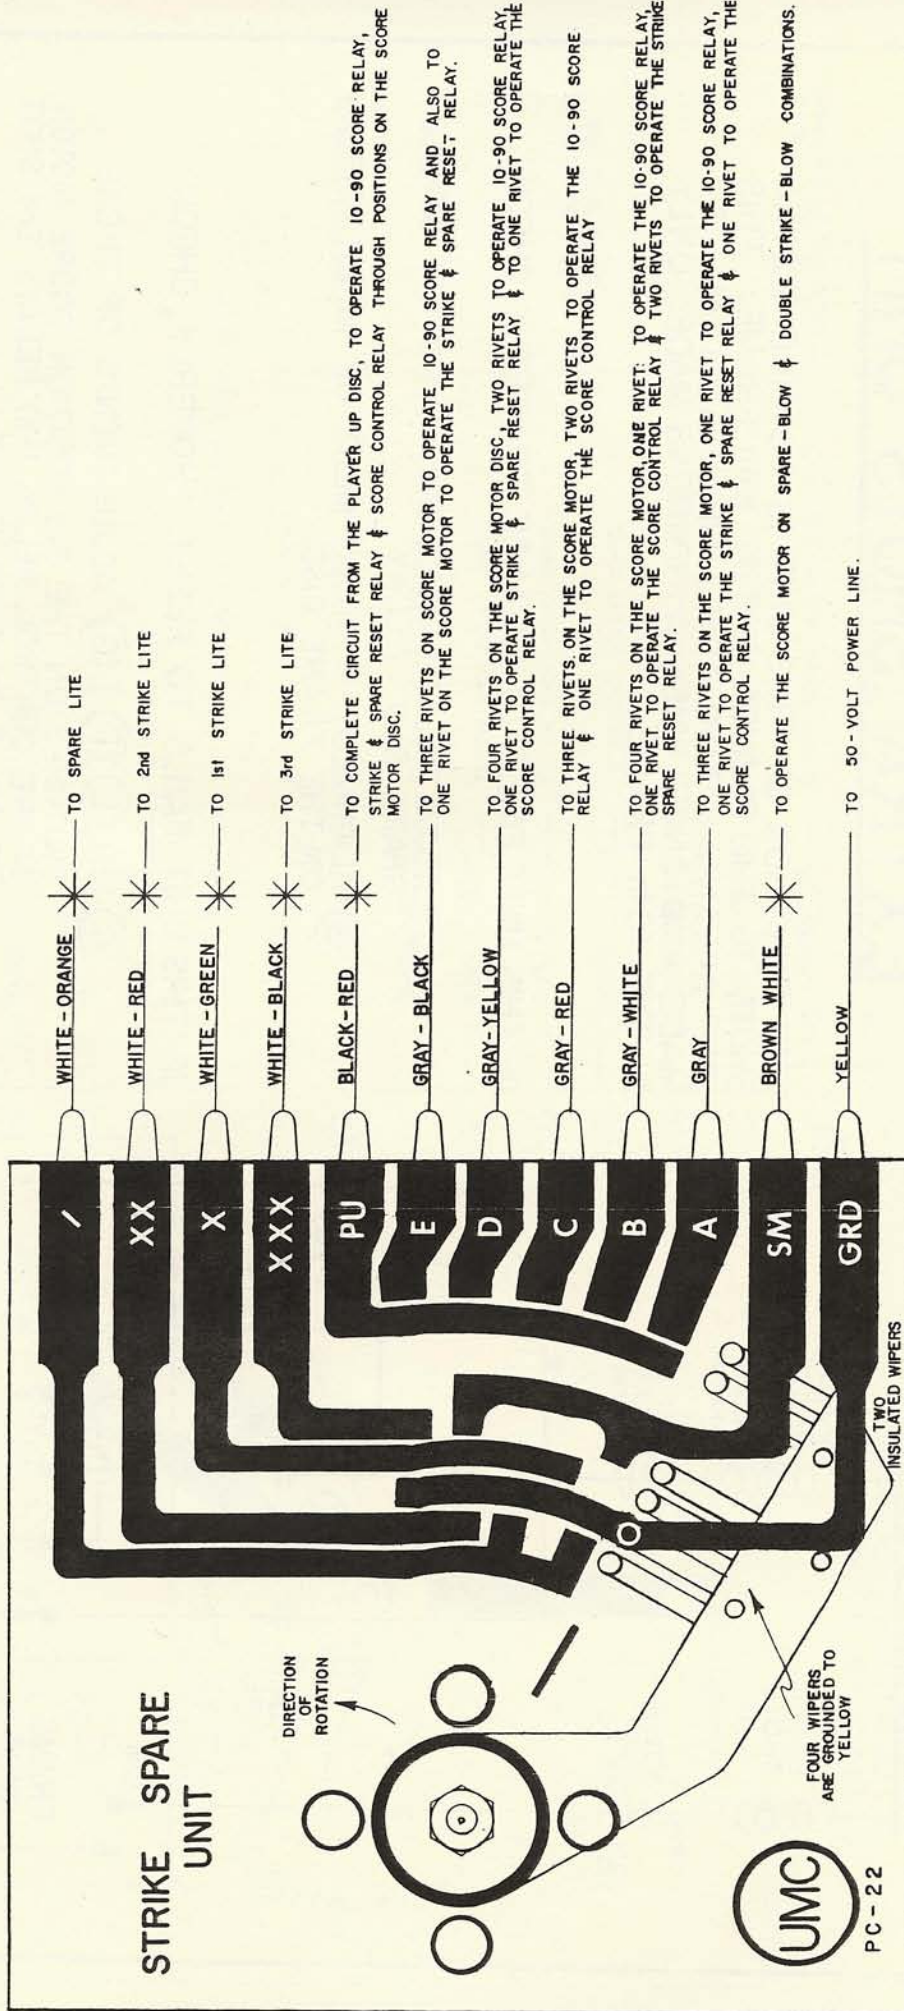 STRIKE SPARE
UNIT
DIRECTION
OF
ROTATION
FOUR WIPERS
ARE GROUNDED TO
YELLOW
TWO
INSULATED WIPERS
UMC
PC-22
/
WHITE-ORANGE
TO SPARE LITE
XX
WHITE-RED
TO 2nd STRIKE LITE
X
WHITE-GREEN
TO 1st STRIKE LITE
XXX
WHITE-BLACK
TO 3rd STRIKE LITE
PU
BLACK-RED
TO COMPLETE CIRCUIT FROM THE PLAYER UP DISC, TO OPERATE 10-90 SCORE RELAY,
STRIKE & SPARE RESET RELAY & SCORE CONTROL RELAY THROUGH POSITIONS ON THE SCORE
MOTOR DISC.
E
GRAY-BLACK
TO THREE RIVETS ON SCORE MOTOR TO OPERATE 10-90 SCORE RELAY AND ALSO TO
ONE RIVET ON THE SCORE MOTOR TO OPERATE THE STRIKE & SPARE RESET RELAY.
D
GRAY-YELLOW
TO FOUR RIVETS ON THE SCORE MOTOR DISC, TWO RIVETS TO OPERATE 10-90 SCORE RELAY,
ONE RIVET TO OPERATE STRIKE & SPARE RESET RELAY & TO ONE RIVET TO OPERATE THE
SCORE CONTROL RELAY.
C
GRAY-RED
TO THREE RIVETS ON THE SCORE MOTOR, TWO RIVETS TO OPERATE THE 10-90 SCORE
RELAY & ONE RIVET TO OPERATE THE SCORE CONTROL RELAY
B
GRAY-WHITE
TO FOUR RIVETS ON THE SCORE MOTOR, ONE RIVET TO OPERATE THE 10-90 SCORE RELAY,
ONE RIVET TO OPERATE THE SCORE CONTROL RELAY & TWO RIVETS TO OPERATE THE STRIKE
SPARE RESET RELAY.
A
GRAY
TO THREE RIVETS ON THE SCORE MOTOR, ONE RIVET TO OPERATE THE 10-90 SCORE RELAY,
ONE RIVET TO OPERATE THE STRIKE & SPARE RESET RELAY & ONE RIVET TO OPERATE THE
SCORE CONTROL RELAY.
SM
BROWN WHITE
TO OPERATE THE SCORE MOTOR ON SPARE-BLOW & DOUBLE STRIKE-BLOW COMBINATIONS.
GRD
YELLOW
TO 50-VOLT POWER LINE.